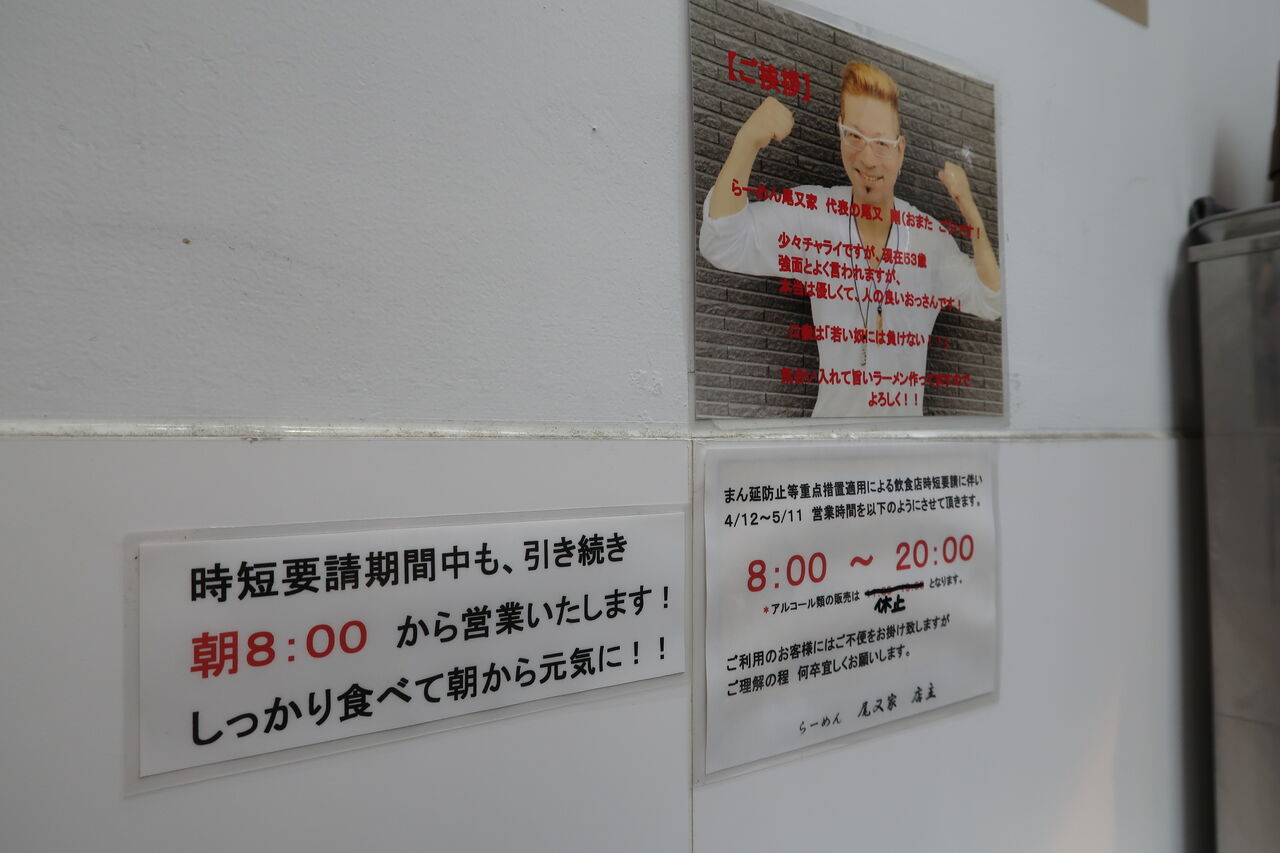 【ご挨拶】
らーめん尾又家 代表の尾又 剛(おまた です!
少々チャライですが、現在53歳
強面とよく言われますが、
本当は優しくて、人の良いおっさんです!
は「若い奴には負けない!
入れて旨いラーメン作ってますので
よろしく!!
まん延防止等重点措置適用による飲食店時短要請に伴い
4/12～5/11 営業時間を以下のようにさせて頂きます。
8:00 ～ 20:00
*アルコール類の販売は となります。
休止
ご利用のお客様にはご不便をお掛け致しますが
ご理解の程 何卒宜しくお願いします。
らーめん 尾又家 店主
時短要請期間中も、引き続き
朝8:00 から営業いたします!
しっかり食べて朝から元気に!!